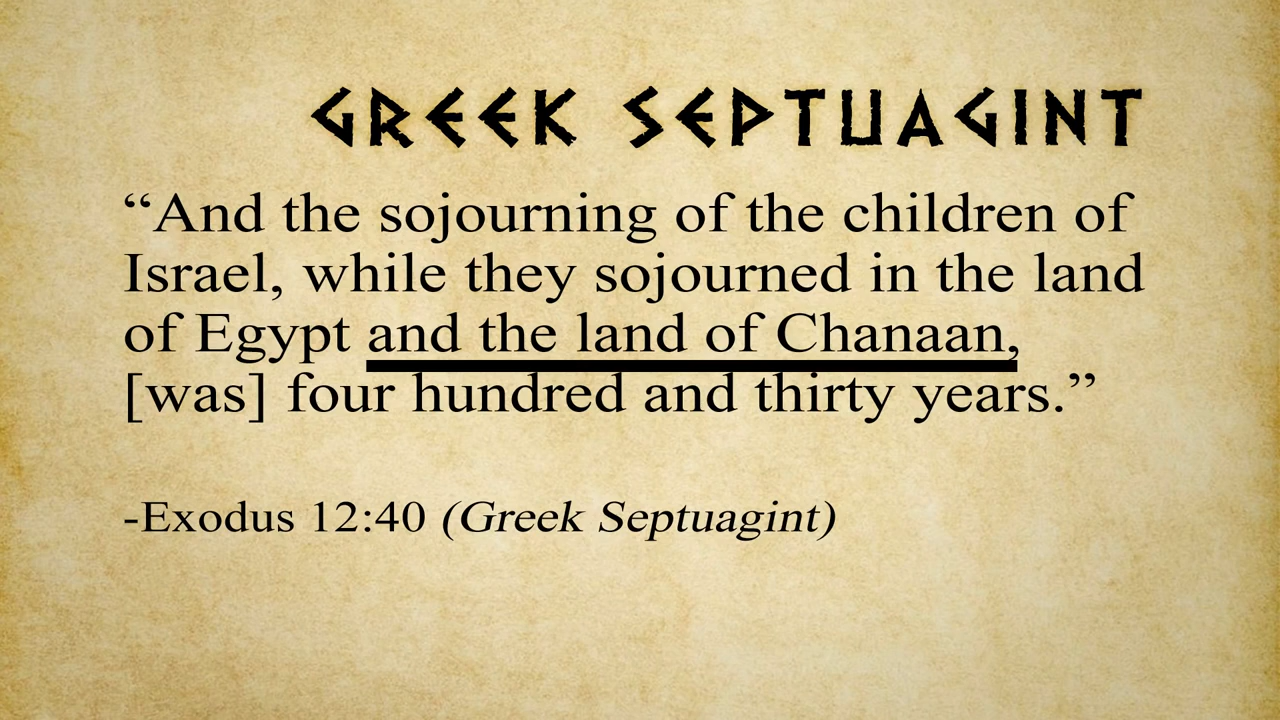 GREEK SEPTUAGINT
“And the sojourning of the children of
Israel, while they sojourned in the land
of Egypt and the land of Chanaan,
[was] four hundred and thirty years.”
-Exodus 12:40 (Greek Septuagint)